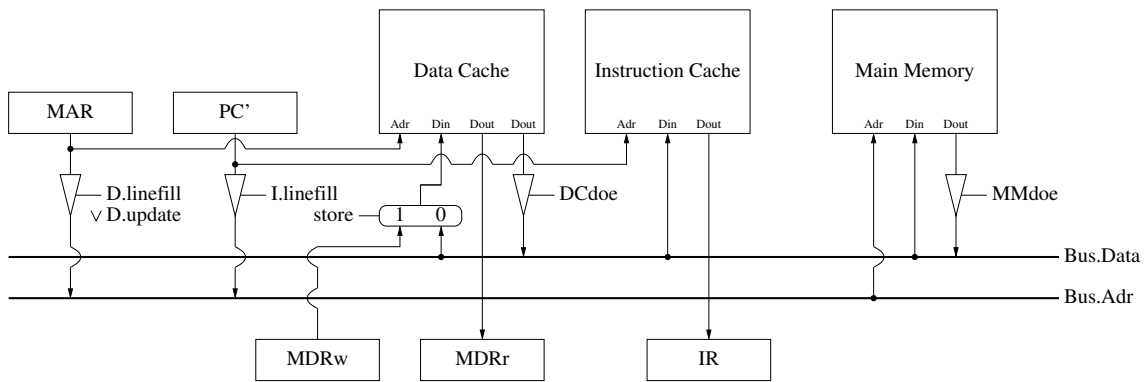 Data Cache
Instruction Cache
Main Memory
MAR
PC’
Adr Din Dout Dout
Adr Din Dout
Adr Din Dout
D.linefill
∨ D.update
I.linefill
DCdoe
MMdoe
store
1 0
Bus.Data
Bus.Adr
MDRw
MDRr
IR